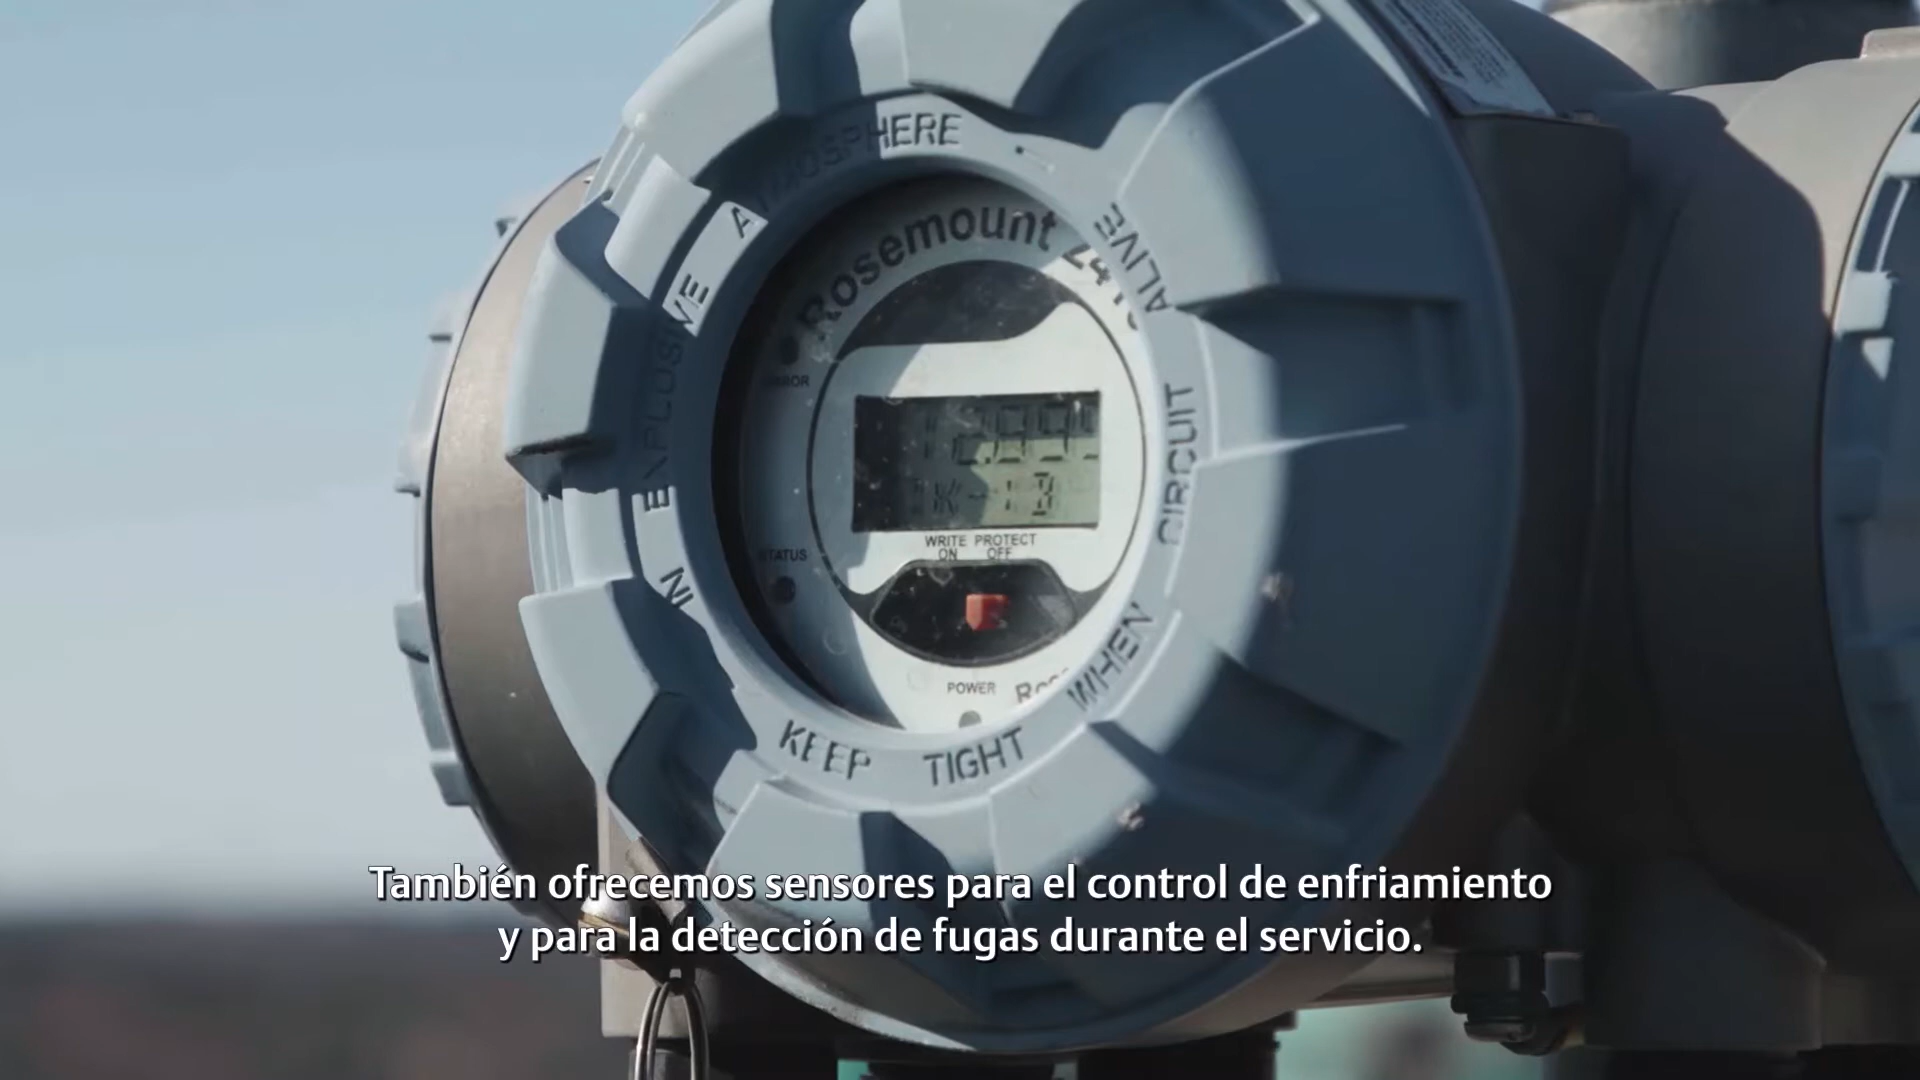 KEEP TIGHT WHEN CIRCUIT ALIVE
IN EXPLOSIVE ATMOSPHERE
Rosemount
ERROR
STATUS
WRITE PROTECT
ON OFF
POWER
También ofrecemos sensores para el control de enfriamiento
y para la detección de fugas durante el servicio.